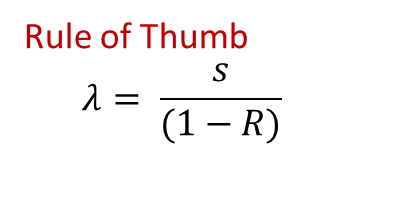 Rule of Thumb
λ = s / (1 − R)